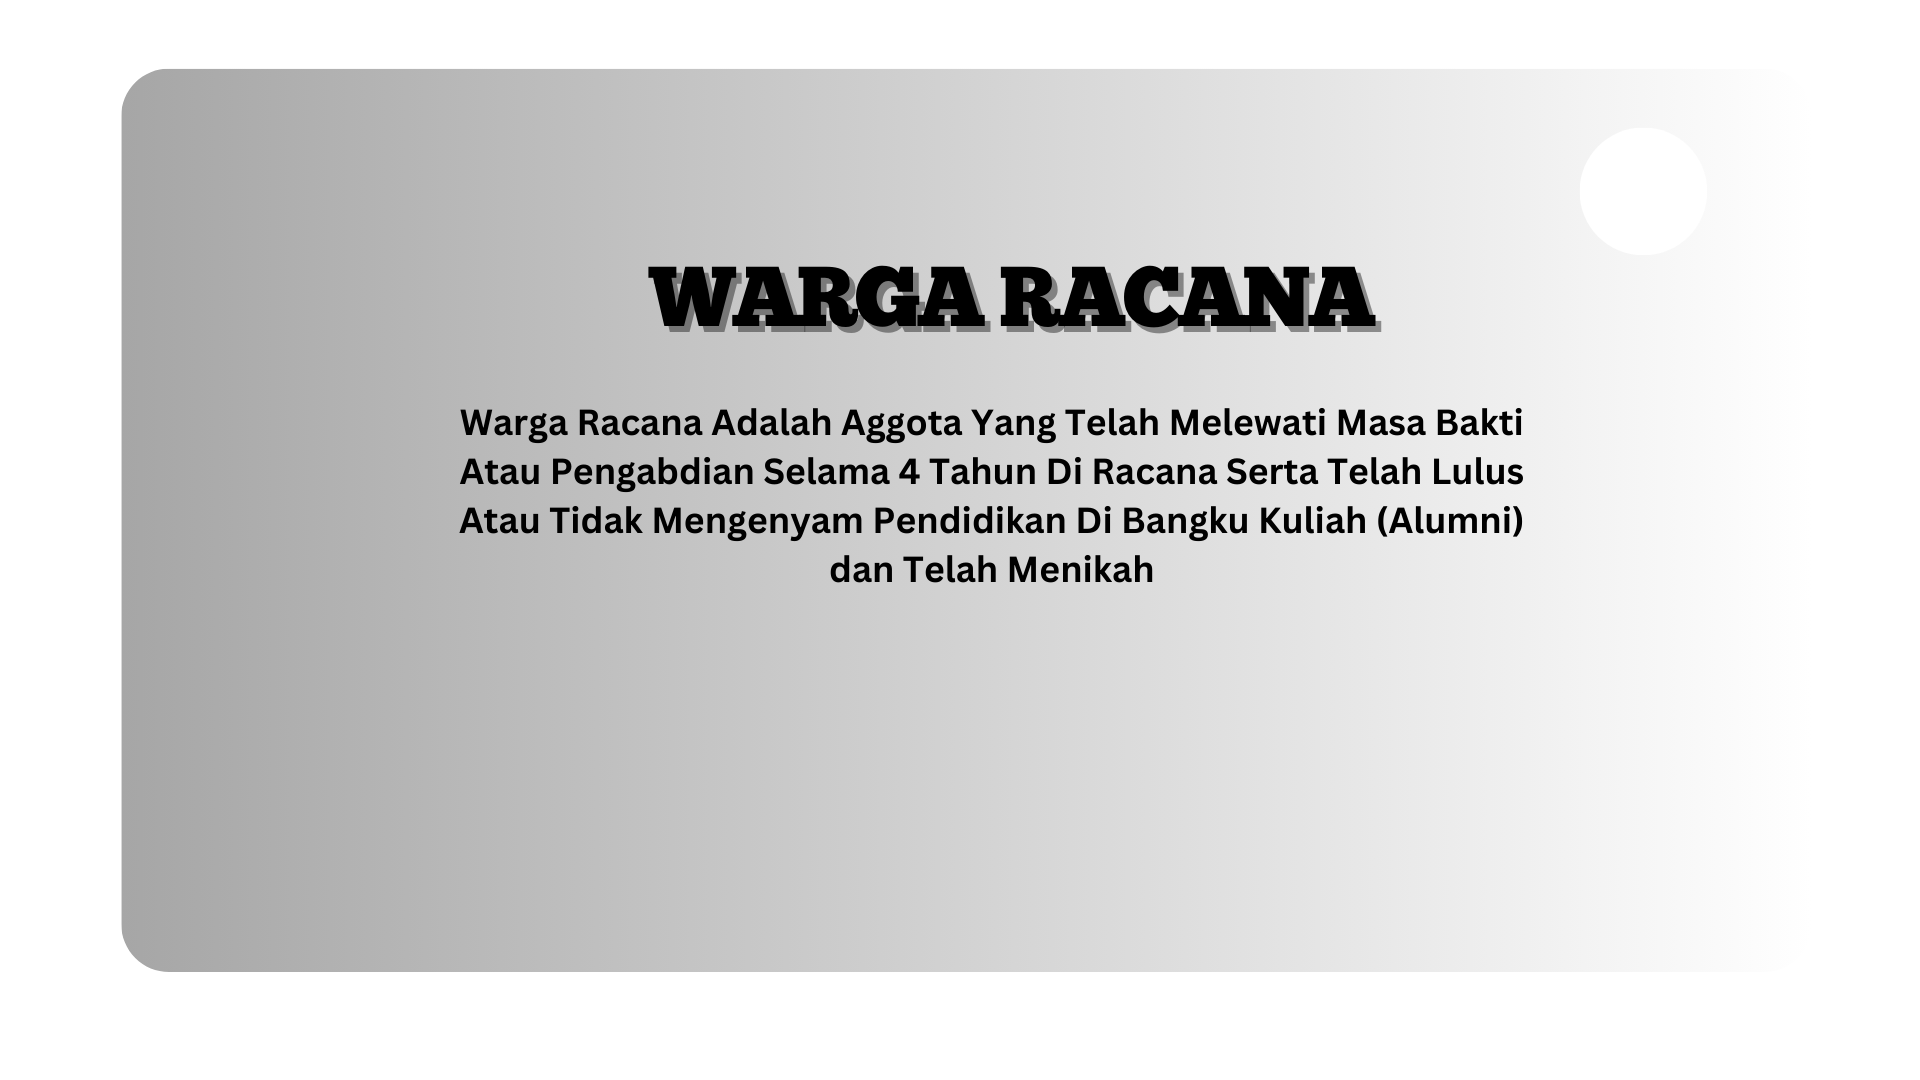 WARGA RACANA
Warga Racana Adalah Aggota Yang Telah Melewati Masa Bakti
Atau Pengabdian Selama 4 Tahun Di Racana Serta Telah Lulus
Atau Tidak Mengenyam Pendidikan Di Bangku Kuliah (Alumni)
dan Telah Menikah